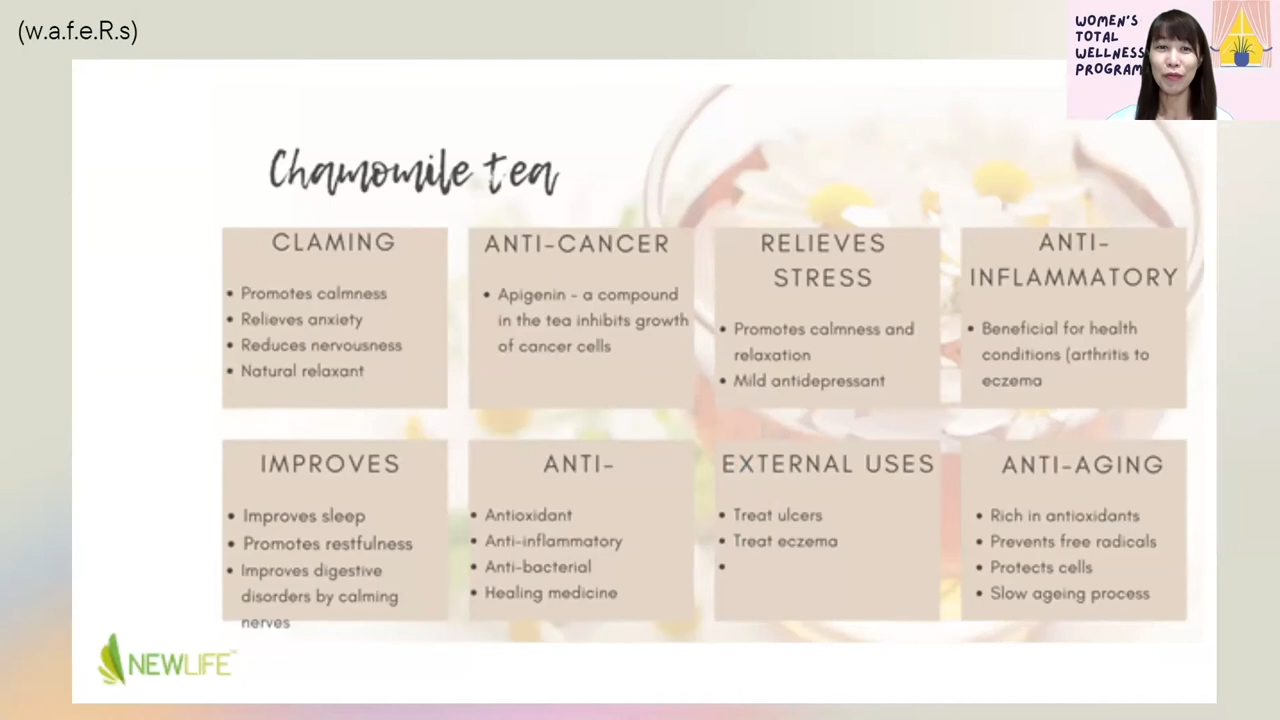 (w.a.f.e.R.s)
WOMEN'S
TOTAL
WELLNESS
PROGRAM
Chamomile tea
CLAMING
• Promotes calmness
• Relieves anxiety
• Reduces nervousness
• Natural relaxant
ANTI-CANCER
• Apigenin - a compound
in the tea inhibits growth
of cancer cells
RELIEVES
STRESS
• Promotes calmness and
relaxation
• Mild antidepressant
ANTI-
INFLAMMATORY
• Beneficial for health
conditions (arthritis to
eczema
IMPROVES
• Improves sleep
• Promotes restfulness
• Improves digestive
disorders by calming
nerves
ANTI-
• Antioxidant
• Anti-inflammatory
• Anti-bacterial
• Healing medicine
EXTERNAL USES
• Treat ulcers
• Treat eczema
•
ANTI-AGING
• Rich in antioxidants
• Prevents free radicals
• Protects cells
• Slow ageing process
NEWLIFE™